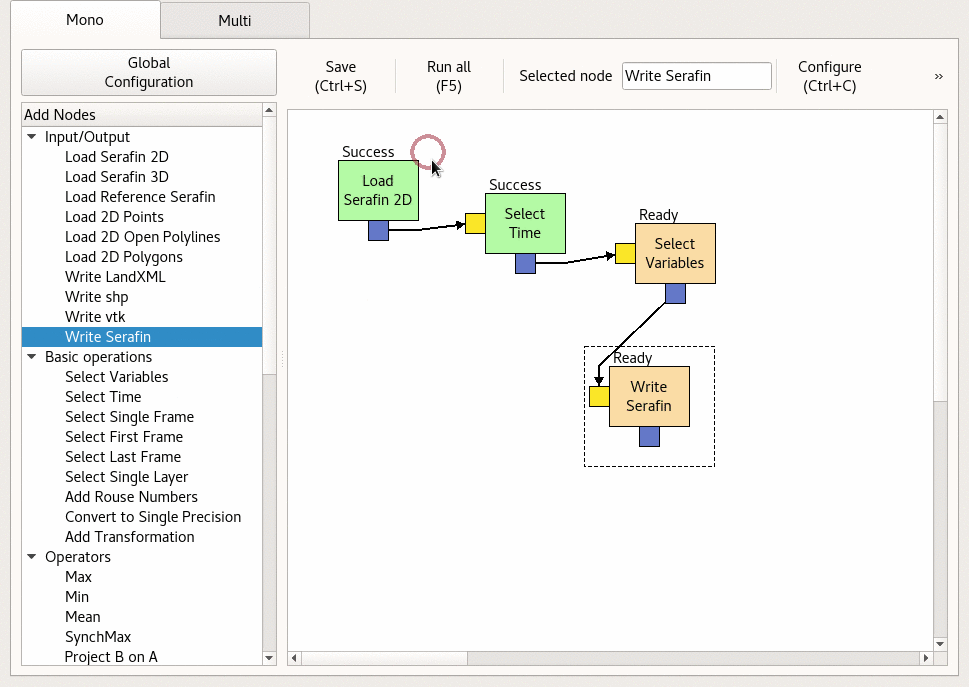 Mono
Multi
Global
Configuration
Save
(Ctrl+S)
Run all
(F5)
Selected node
Write Serafin
Configure
(Ctrl+C)
»
Add Nodes
Input/Output
Load Serafin 2D
Load Serafin 3D
Load Reference Serafin
Load 2D Points
Load 2D Open Polylines
Load 2D Polygons
Write LandXML
Write shp
Write vtk
Write Serafin
Basic operations
Select Variables
Select Time
Select Single Frame
Select First Frame
Select Last Frame
Select Single Layer
Add Rouse Numbers
Convert to Single Precision
Add Transformation
Operators
Max
Min
Mean
SynchMax
Project B on A
Success
Load
Serafin 2D
Success
Select
Time
Ready
Select
Variables
Ready
Write
Serafin